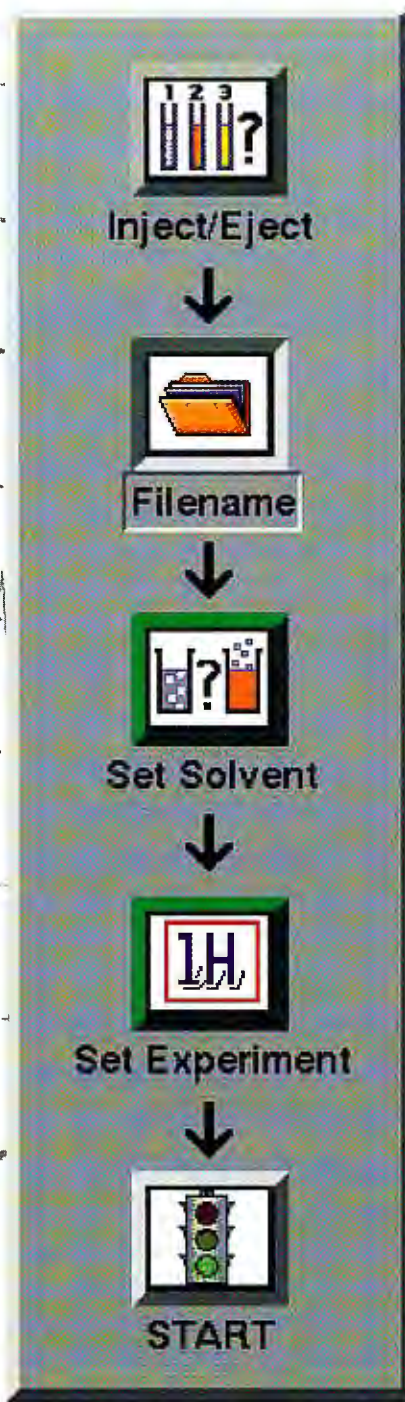 1 2 3
?
Inject/Eject
Filename
?
Set Solvent
1H
Set Experiment
START